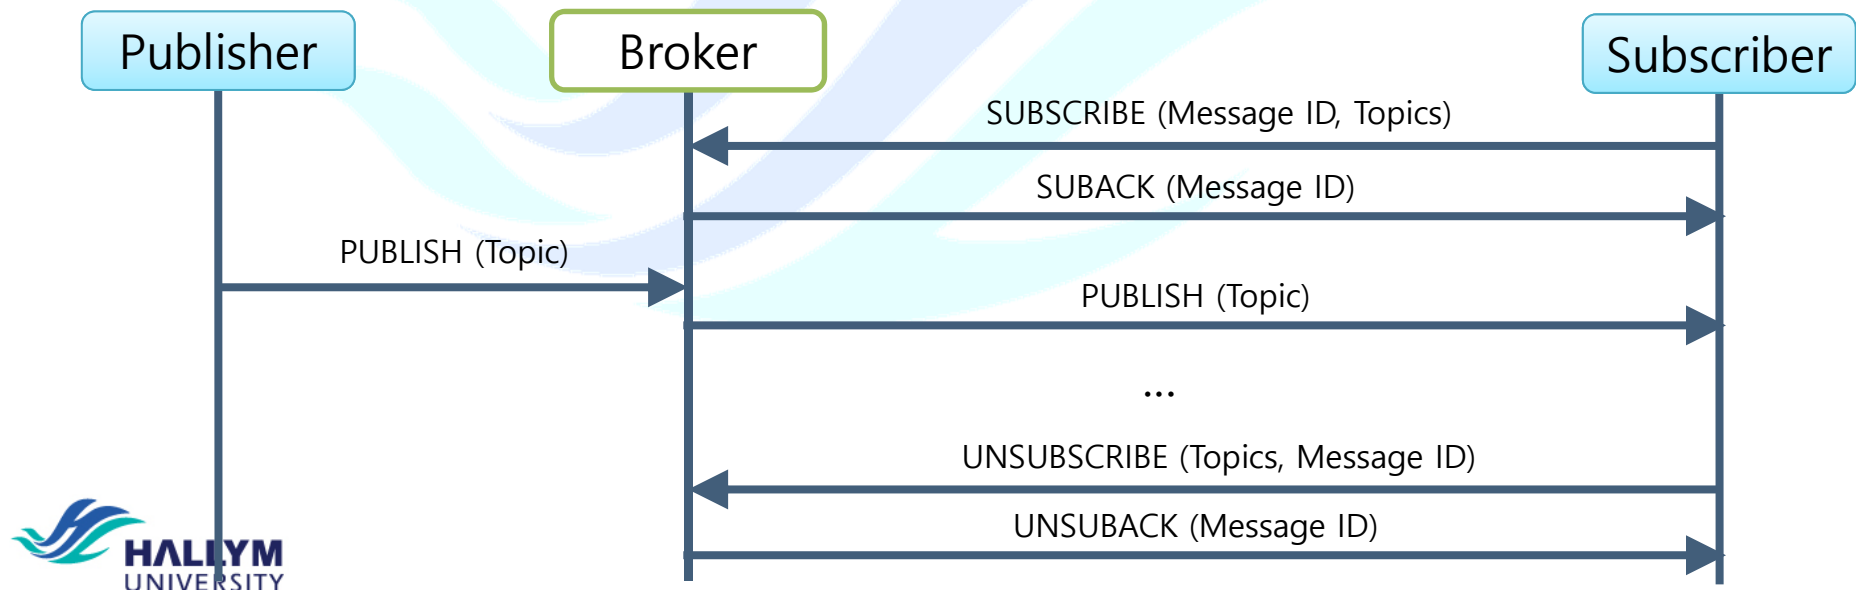 Publisher
Broker
Subscriber
SUBSCRIBE (Message ID, Topics)
SUBACK (Message ID)
PUBLISH (Topic)
PUBLISH (Topic)
...
UNSUBSCRIBE (Topics, Message ID)
UNSUBACK (Message ID)
HALLYM
UNIVERSITY